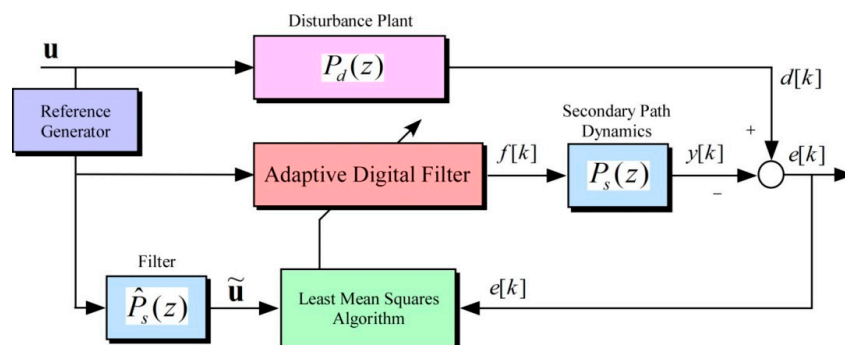 Disturbance Plant
u
P_d(z)
d[k]
Reference
Generator
Secondary Path
Dynamics
+
Adaptive Digital Filter
f[k]
P_s(z)
y[k]
e[k]
−
Filter
P̂_s(z)
ũ
Least Mean Squares
Algorithm
e[k]